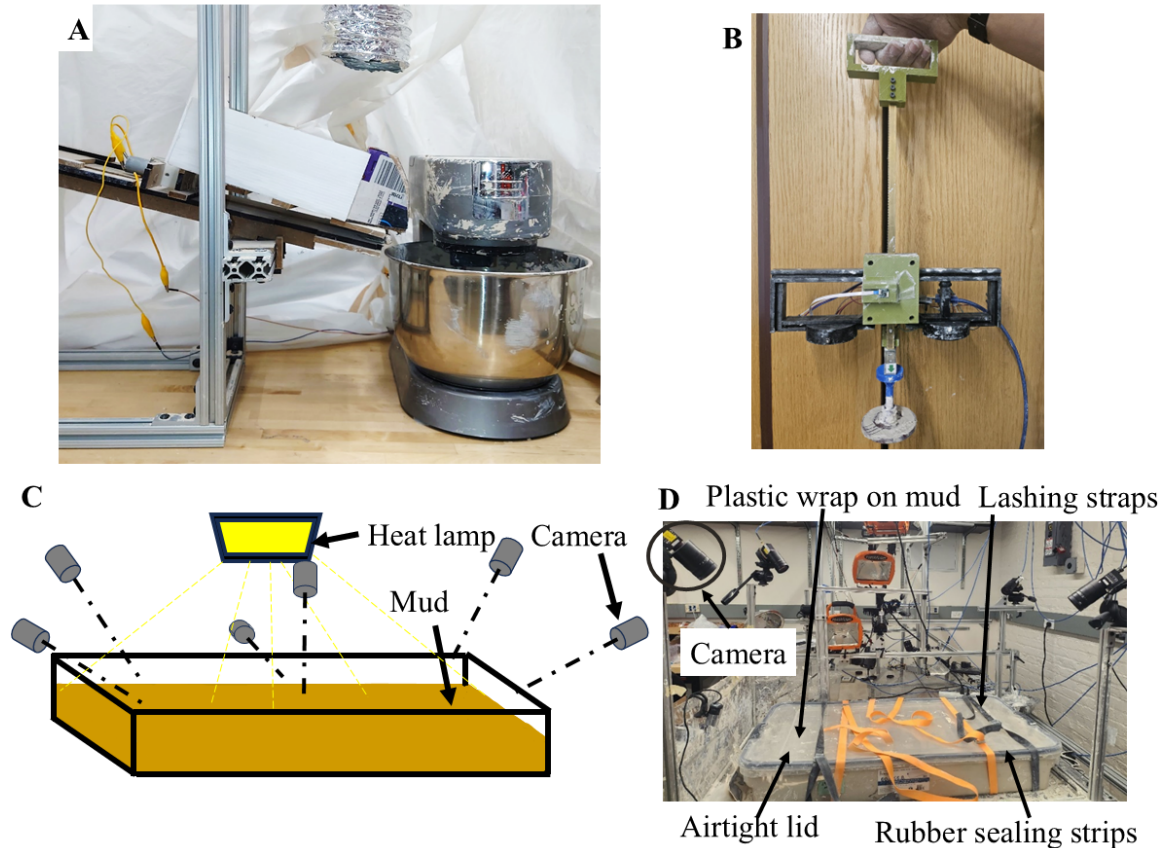 A
B
C
Heat lamp
Camera
Mud
D
Plastic wrap on mud
Lashing straps
Camera
Airtight lid
Rubber sealing strips